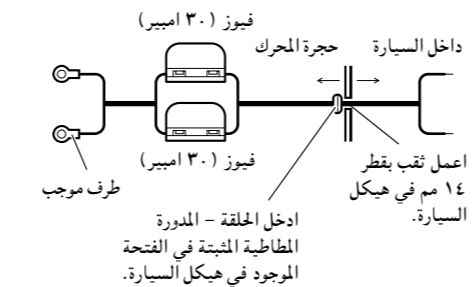 فيوز (٣٠ امبير)
داخل السيارة
حجرة المحرك
فيوز (٣٠ امبير)
طرف موجب
اعمل ثقب بقطر
١٤ مم في هيكل
السيارة.
ادخل الحلقة – المدورة
المطاطية المثبتة في الفتحة
الموجود في هيكل السيارة.